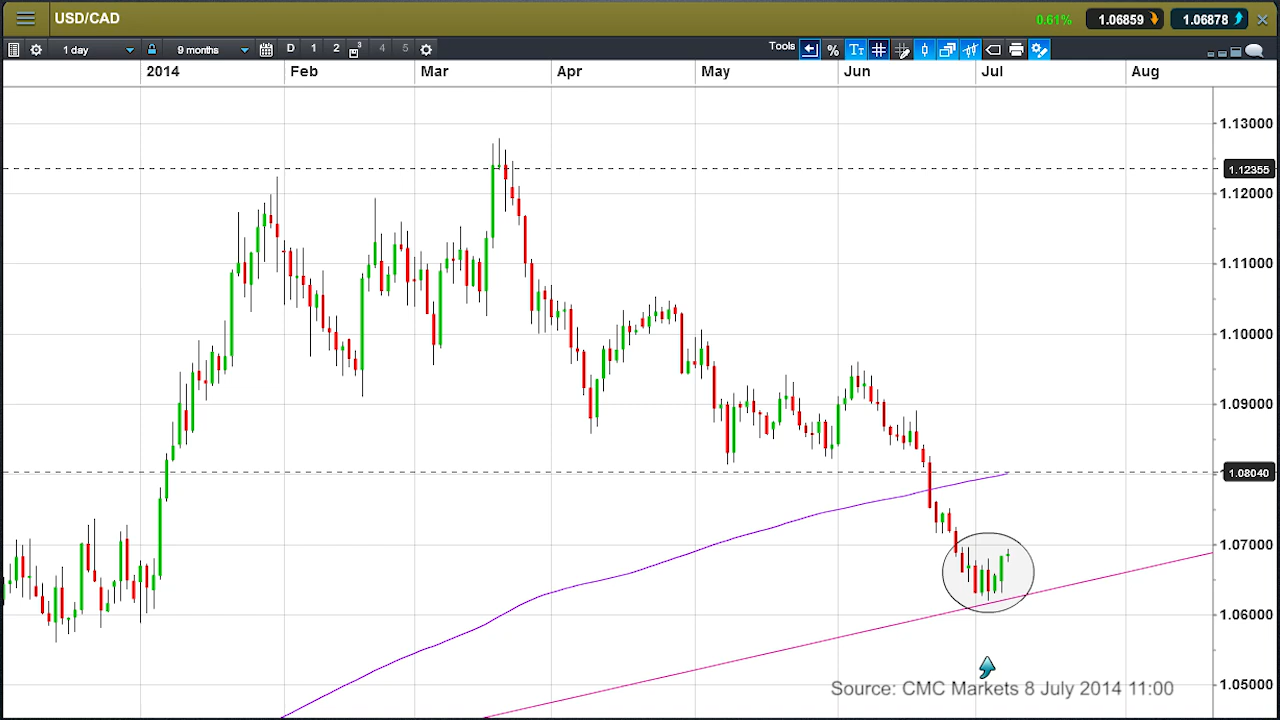 USD/CAD 0.61% 1.06859 1.06878
1 day 9 months D 1 2 3 4 5 Tools % Tт
2014 Feb Mar Apr May Jun Jul Aug
1.13000
1.12355
1.12000
1.11000
1.10000
1.09000
1.08040
1.07000
1.06000
1.05000
Source: CMC Markets 8 July 2014 11:00